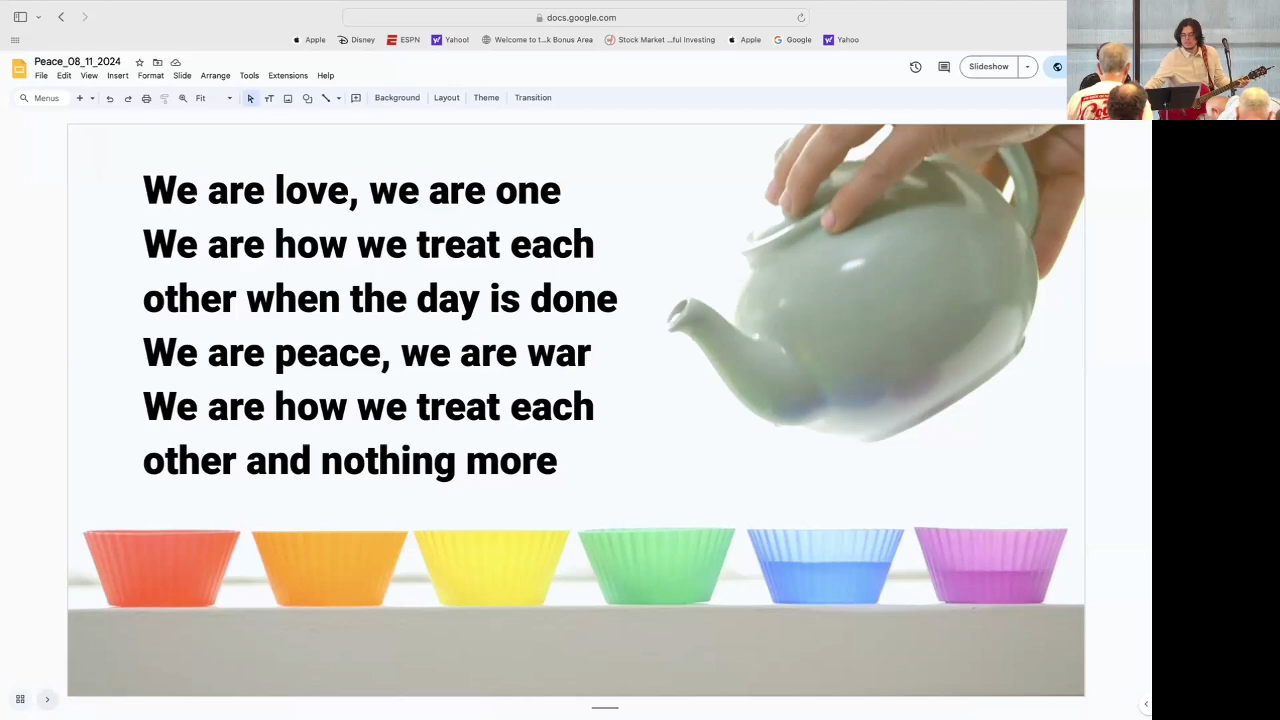 docs.google.com
Apple
Disney
ESPN
Yahoo!
Welcome to t...k Bonus Area
Stock Market ...ful Investing
Apple
Google
Yahoo
Peace_08_11_2024
File Edit View Insert Format Slide Arrange Tools Extensions Help
Slideshow
Menus
Fit
Background
Layout
Theme
Transition
We are love, we are one
We are how we treat each
other when the day is done
We are peace, we are war
We are how we treat each
other and nothing more